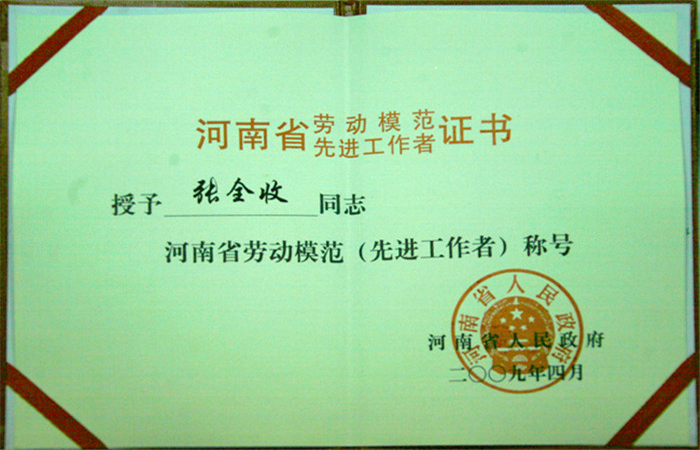 河南省劳动模范先进工作者证书
授予 张全收 同志
河南省劳动模范（先进工作者）称号
河南省人民政府
河南省人民政府
二〇〇九年四月